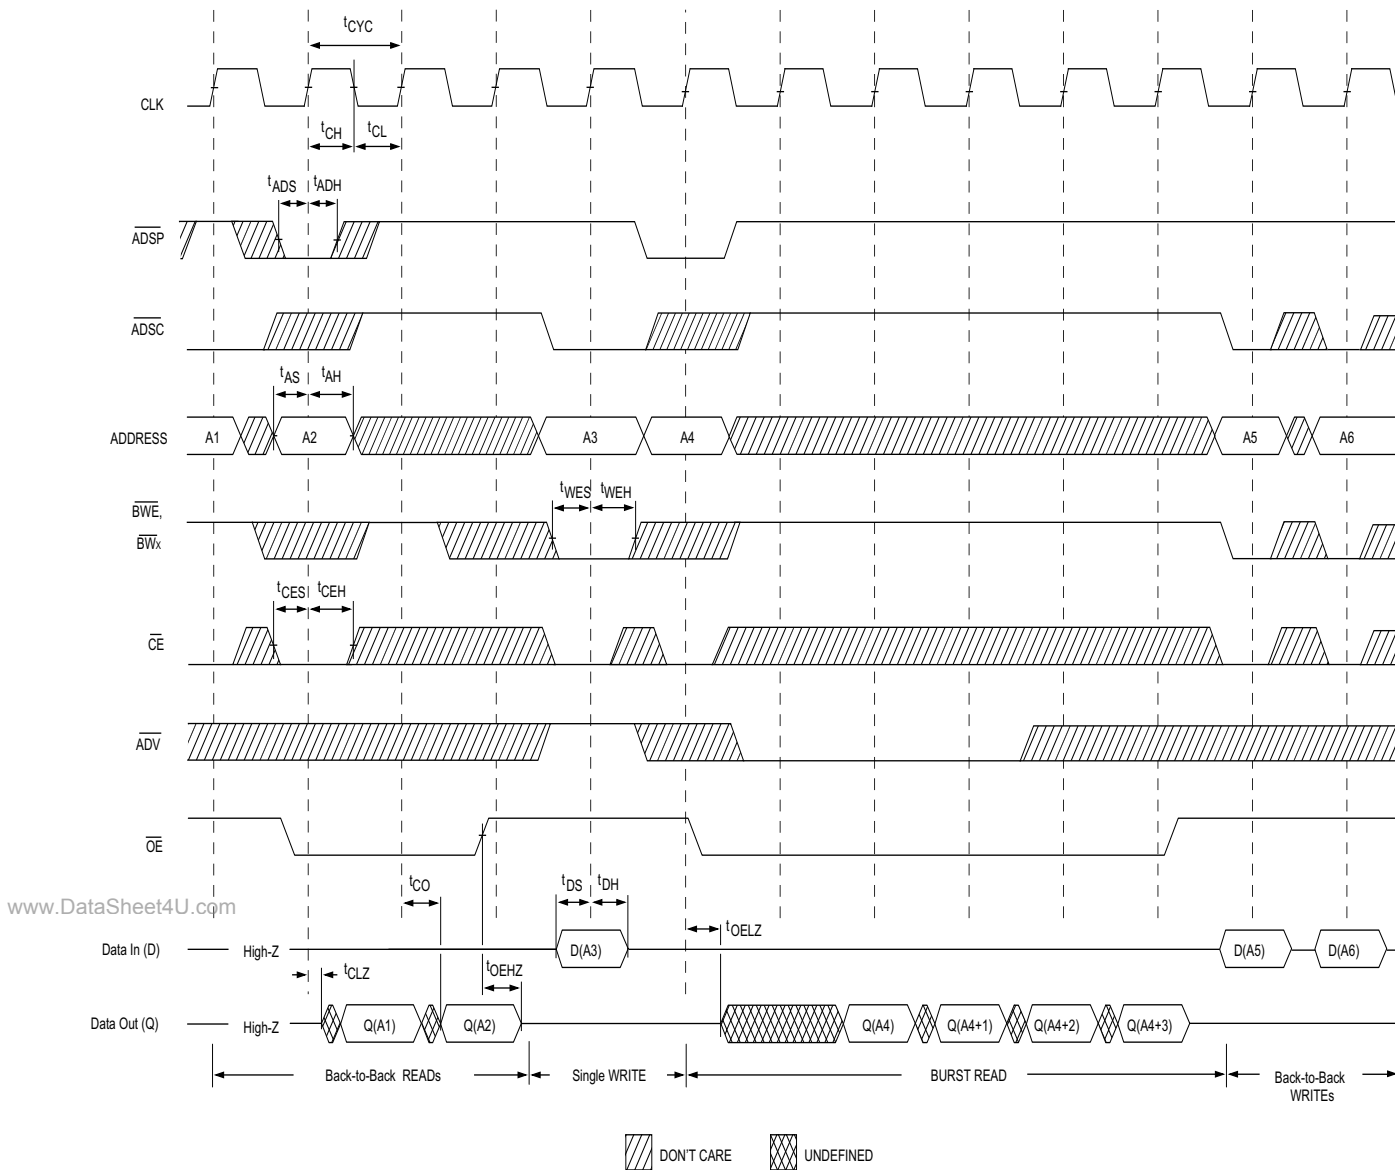 tCYC
CLK
tCH
tCL
tADS
tADH
ADSP
ADSC
tAS
tAH
ADDRESS
A1
A2
A3
A4
A5
A6
tWES
tWEH
BWE,
BWx
tCES
tCEH
CE
ADV
OE
tCO
tDS
tDH
www.DataSheet4U.com
tOELZ
Data In (D)
High-Z
D(A3)
D(A5)
D(A6)
tCLZ
tOEHZ
Data Out (Q)
High-Z
Q(A1)
Q(A2)
Q(A4)
Q(A4+1)
Q(A4+2)
Q(A4+3)
Back-to-Back READs
Single WRITE
BURST READ
Back-to-Back
WRITEs
DON'T CARE
UNDEFINED